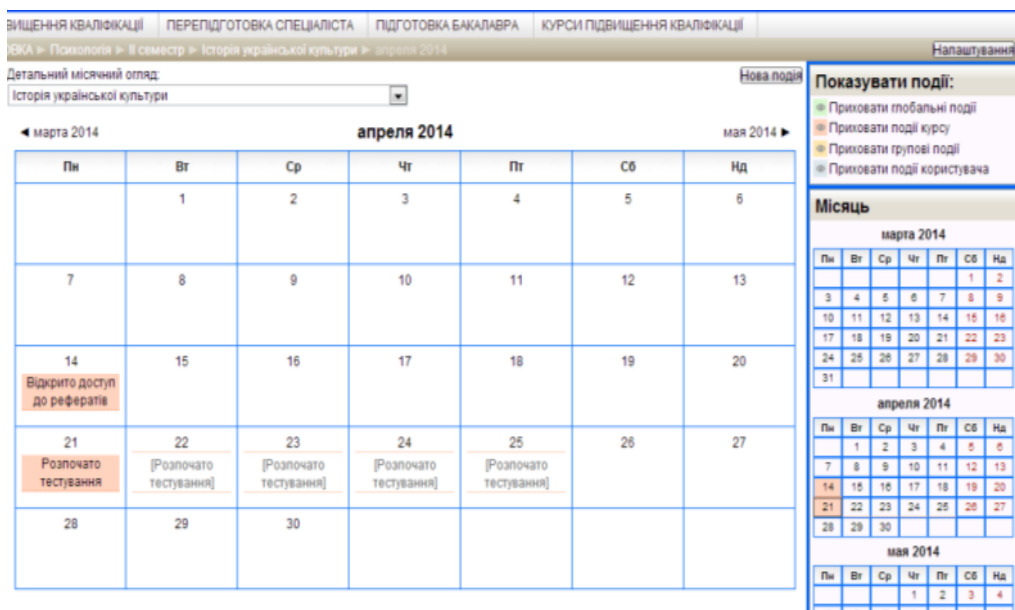 ВИЩЕННЯ КВАЛІФІКАЦІЇ ПЕРЕПІДГОТОВКА СПЕЦІАЛІСТА ПІДГОТОВКА БАКАЛАВРА КУРСИ ПІДВИЩЕННЯ КВАЛІФІКАЦІЇ
ОВКА ► Психологія ► ІІ семестр ► Історія української культури ► апреля 2014 Налаштування
Детальний місячний огляд: Нова подія
Історія української культури
◄ марта 2014 апреля 2014 мая 2014 ►
Пн Вт Ср Чт Пт Сб Нд
1 2 3 4 5 6
7 8 9 10 11 12 13
14 15 16 17 18 19 20
Відкрито доступ
до рефератів
21 22 23 24 25 26 27
Розпочато [Розпочато [Розпочато [Розпочато [Розпочато
тестування тестування] тестування] тестування] тестування]
28 29 30
Показувати події:
Приховати глобальні події
Приховати події курсу
Приховати групові події
Приховати події користувача
Місяць
марта 2014
Пн Вт Ср Чт Пт Сб Нд
1 2
3 4 5 6 7 8 9
10 11 12 13 14 15 16
17 18 19 20 21 22 23
24 25 26 27 28 29 30
31
апреля 2014
Пн Вт Ср Чт Пт Сб Нд
1 2 3 4 5 6
7 8 9 10 11 12 13
14 15 16 17 18 19 20
21 22 23 24 25 26 27
28 29 30
мая 2014
Пн Вт Ср Чт Пт Сб Нд
1 2 3 4